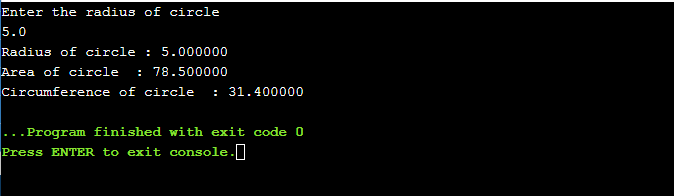 Enter the radius of circle
5.0
Radius of circle : 5.000000
Area of circle  : 78.500000
Circumference of circle  : 31.400000
...Program finished with exit code 0
Press ENTER to exit console.